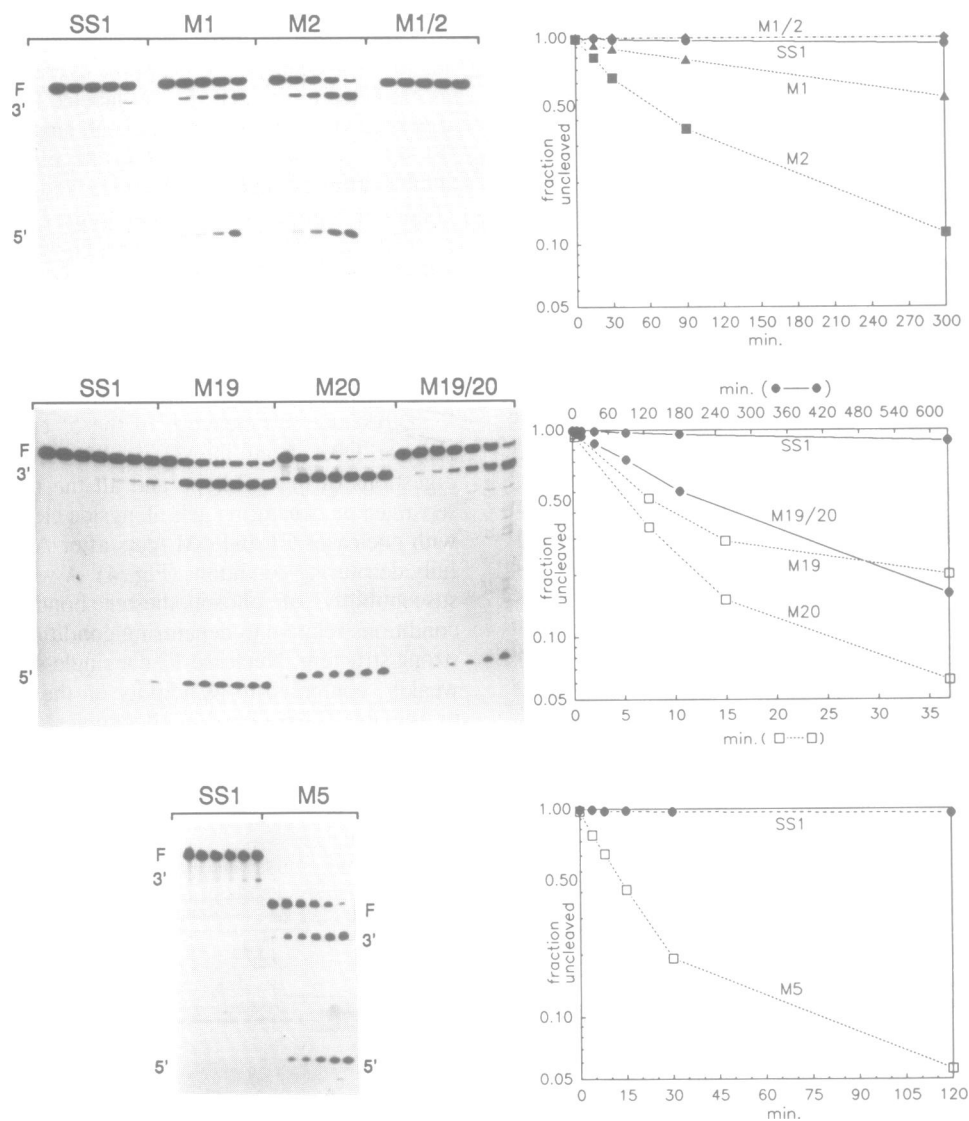 SS1 M1 M2 M1/2
F
3'
5'
1.00
0.50
0.10
0.05
fraction
uncleaved
M1/2
SS1
M1
M2
0 30 60 90 120 150 180 210 240 270 300
min.
SS1 M19 M20 M19/20
F
3'
5'
min. (●—●)
0 60 120 180 240 300 360 420 480 540 600
1.00
0.50
0.10
0.05
fraction
uncleaved
SS1
M19/20
M19
M20
0 5 10 15 20 25 30 35
min. (□····□)
SS1 M5
F
3'
5'
F
3'
5'
1.00
0.50
0.10
0.05
fraction
uncleaved
SS1
M5
0 15 30 45 60 75 90 105 120
min.